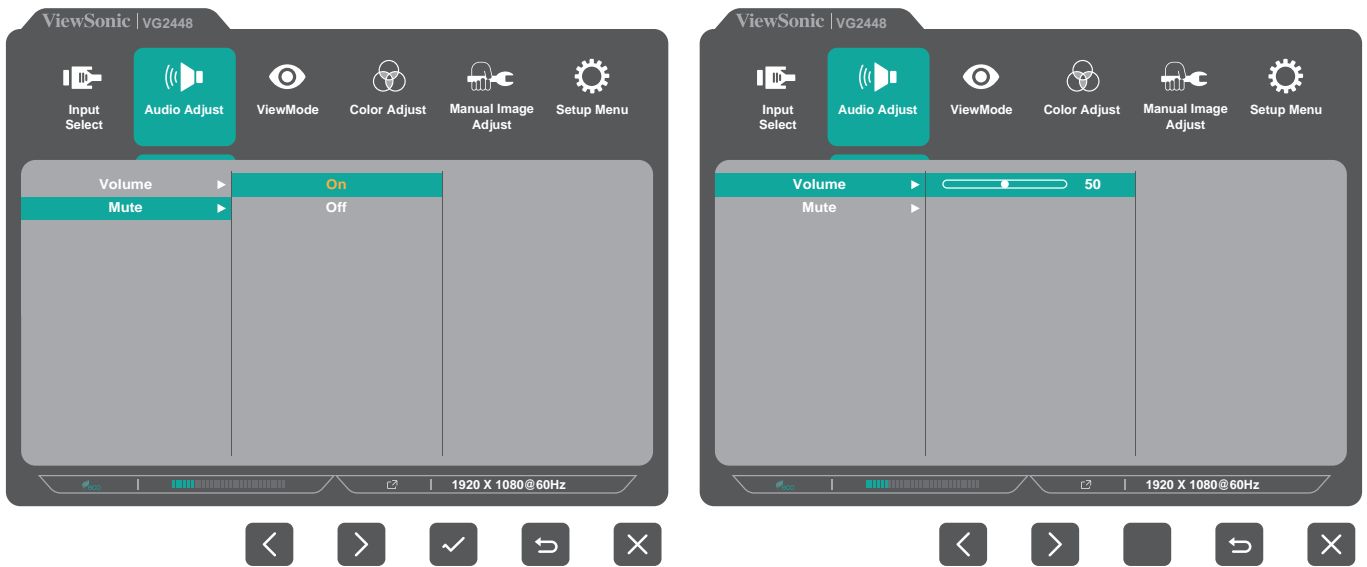 ViewSonic | VG2448
Input
Select
Audio Adjust
ViewMode
Color Adjust
Manual Image
Adjust
Setup Menu
Volume
On
Mute
Off
eco
1920 X 1080@60Hz
ViewSonic | VG2448
Input
Select
Audio Adjust
ViewMode
Color Adjust
Manual Image
Adjust
Setup Menu
Volume
50
Mute
eco
1920 X 1080@60Hz